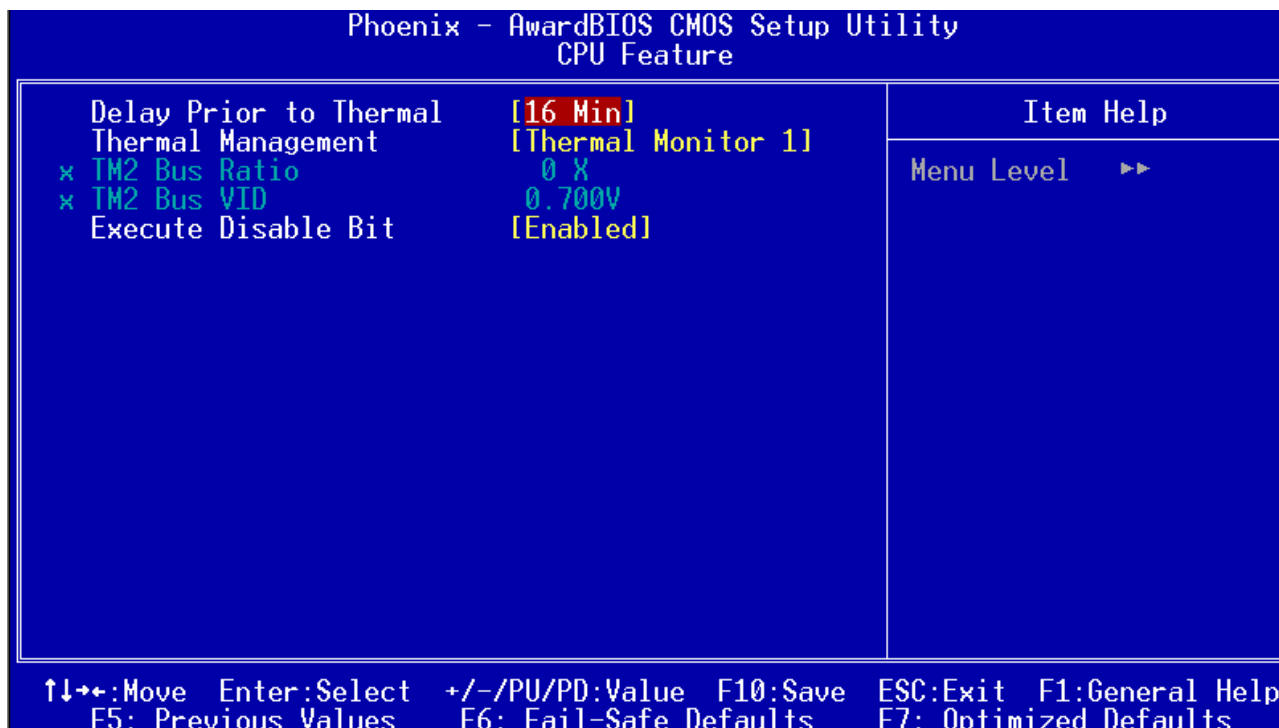 Phoenix - AwardBIOS CMOS Setup Utility
CPU Feature
Delay Prior to Thermal [16 Min]
Thermal Management [Thermal Monitor 1]
x TM2 Bus Ratio 0 X
x TM2 Bus VID 0.700V
Execute Disable Bit [Enabled]
Item Help
Menu Level ►►
↑↓→←:Move Enter:Select +/-/PU/PD:Value F10:Save ESC:Exit F1:General Help
F5: Previous Values F6: Fail-Safe Defaults F7: Optimized Defaults